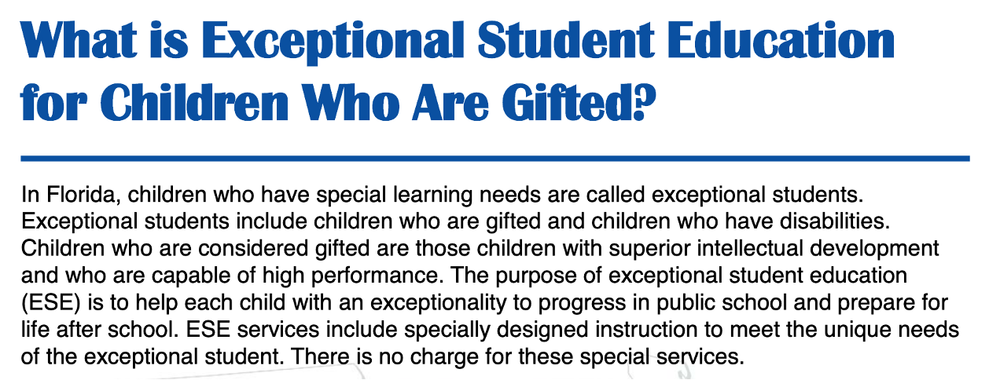 What is Exceptional Student Education
for Children Who Are Gifted?
In Florida, children who have special learning needs are called exceptional students.
Exceptional students include children who are gifted and children who have disabilities.
Children who are considered gifted are those children with superior intellectual development
and who are capable of high performance. The purpose of exceptional student education
(ESE) is to help each child with an exceptionality to progress in public school and prepare for
life after school. ESE services include specially designed instruction to meet the unique needs
of the exceptional student. There is no charge for these special services.